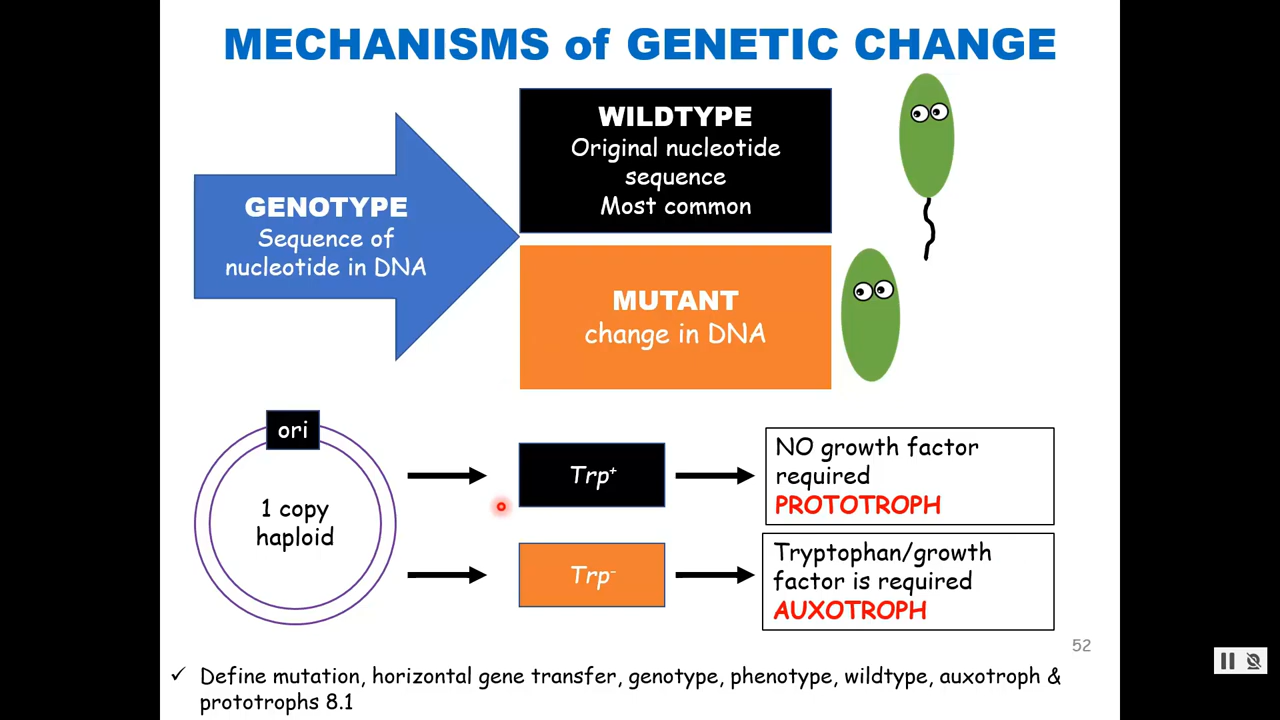 MECHANISMS of GENETIC CHANGE
GENOTYPE
Sequence of
nucleotide in DNA
WILDTYPE
Original nucleotide
sequence
Most common
MUTANT
change in DNA
ori
1 copy
haploid
Trp⁺
NO growth factor
required
PROTOTROPH
Trp⁻
Tryptophan/growth
factor is required
AUXOTROPH
52
✓ Define mutation, horizontal gene transfer, genotype, phenotype, wildtype, auxotroph &
prototrophs 8.1